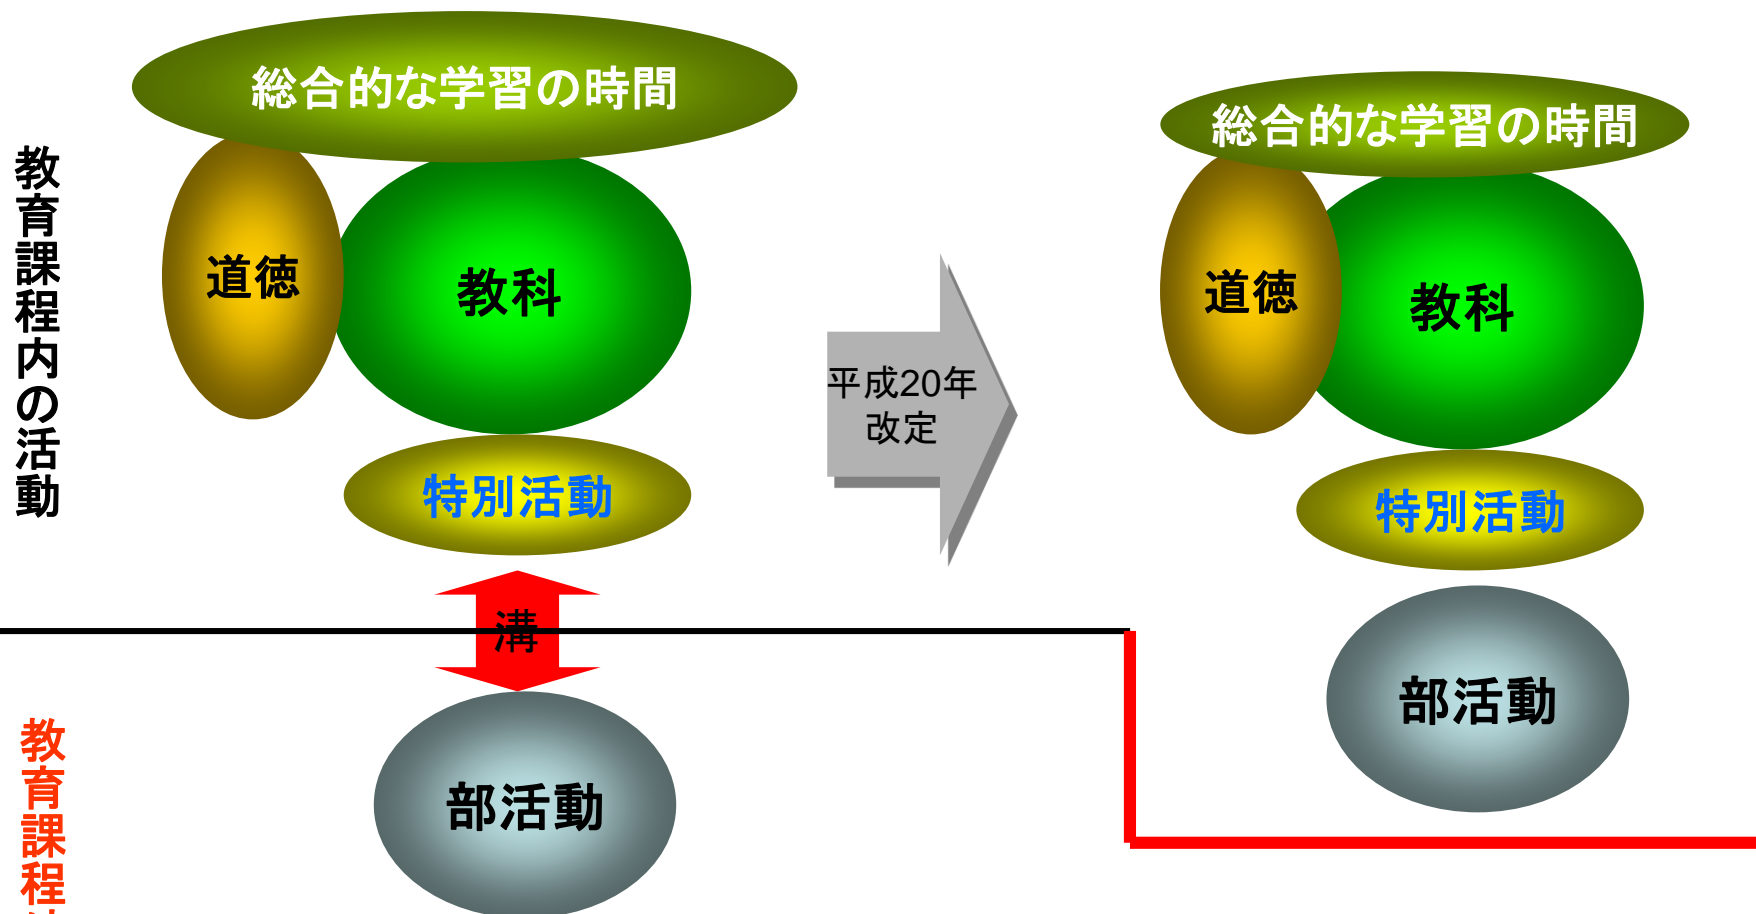 教育課程内の活動
総合的な学習の時間
道徳
教科
特別活動
溝
部活動
教育課程
平成20年
改定
総合的な学習の時間
道徳
教科
特別活動
部活動